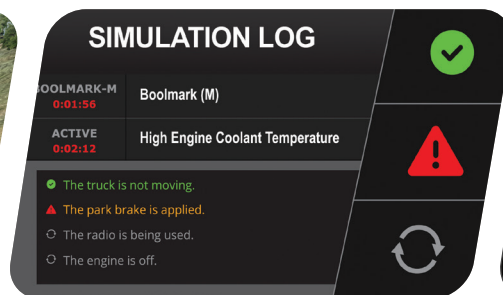 SIMULATION LOG
BOOLMARK-M
0:01:56
Boolmark (M)
ACTIVE
0:02:12
High Engine Coolant Temperature
The truck is not moving.
The park brake is applied.
The radio is being used.
The engine is off.